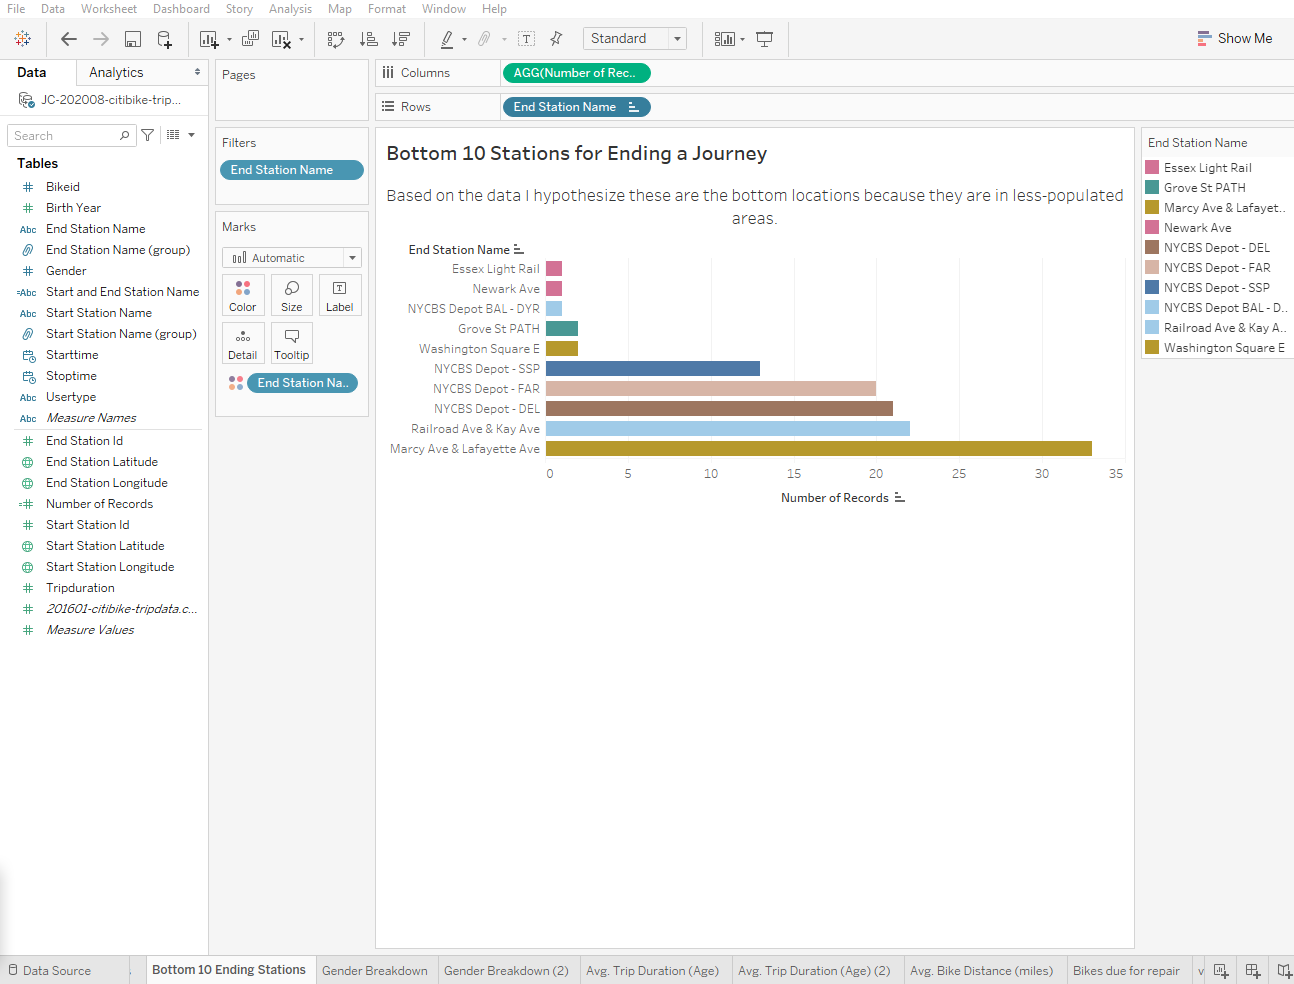 File Data Worksheet Dashboard Story Analysis Map Format Window Help
Standard
Show Me
Data Analytics
JC-202008-citibike-trip...
Search
Tables
Bikeid
Birth Year
Abc End Station Name
End Station Name (group)
Gender
=Abc Start and End Station Name
Abc Start Station Name
Start Station Name (group)
Starttime
Stoptime
Abc Usertype
Abc Measure Names
End Station Id
End Station Latitude
End Station Longitude
=# Number of Records
Start Station Id
Start Station Latitude
Start Station Longitude
Tripduration
201601-citibike-tripdata.c...
Measure Values
Pages
Filters
End Station Name
Marks
Automatic
Color Size Label
Detail Tooltip
End Station Na..
Columns AGG(Number of Rec..
Rows End Station Name
Bottom 10 Stations for Ending a Journey
Based on the data I hypothesize these are the bottom locations because they are in less-populated
areas.
End Station Name
Essex Light Rail
Newark Ave
NYCBS Depot BAL - DYR
Grove St PATH
Washington Square E
NYCBS Depot - SSP
NYCBS Depot - FAR
NYCBS Depot - DEL
Railroad Ave & Kay Ave
Marcy Ave & Lafayette Ave
0 5 10 15 20 25 30 35
Number of Records
End Station Name
Essex Light Rail
Grove St PATH
Marcy Ave & Lafayet..
Newark Ave
NYCBS Depot - DEL
NYCBS Depot - FAR
NYCBS Depot - SSP
NYCBS Depot BAL - D..
Railroad Ave & Kay A..
Washington Square E
Data Source Bottom 10 Ending Stations Gender Breakdown Gender Breakdown (2) Avg. Trip Duration (Age) Avg. Trip Duration (Age) (2) Avg. Bike Distance (miles) Bikes due for repair